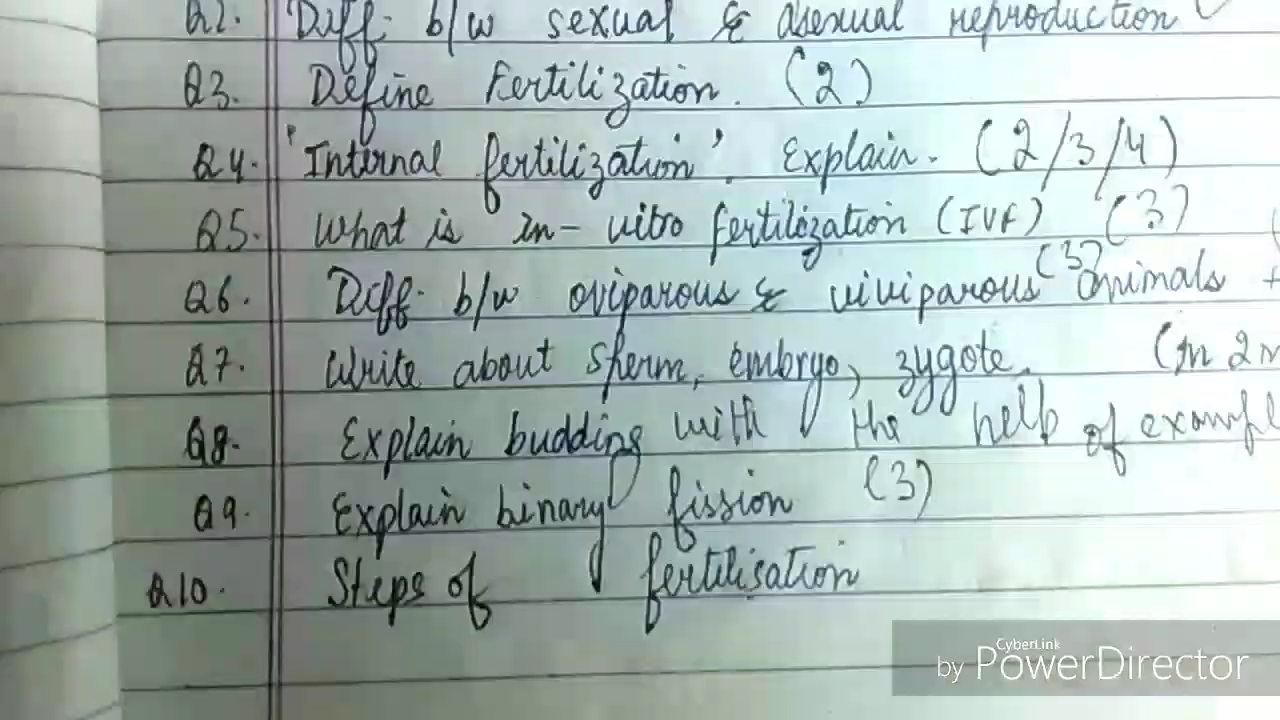 Q2. Diff. b/w sexual & asexual reproduction
Q3. Define Fertilization. (2)
Q4. 'Internal fertilization'. Explain. (2/3/4)
Q5. What is In-vitro fertilization (IVF) (3)
Q6. Diff. b/w oviparous & viviparous (3) animals +
Q7. Write about sperm, embryo, zygote. (in 2
Q8. Explain budding with the help of
Q9. Explain binary fission (3)
Q10. Steps of fertilisation
CyberLink
by PowerDirector